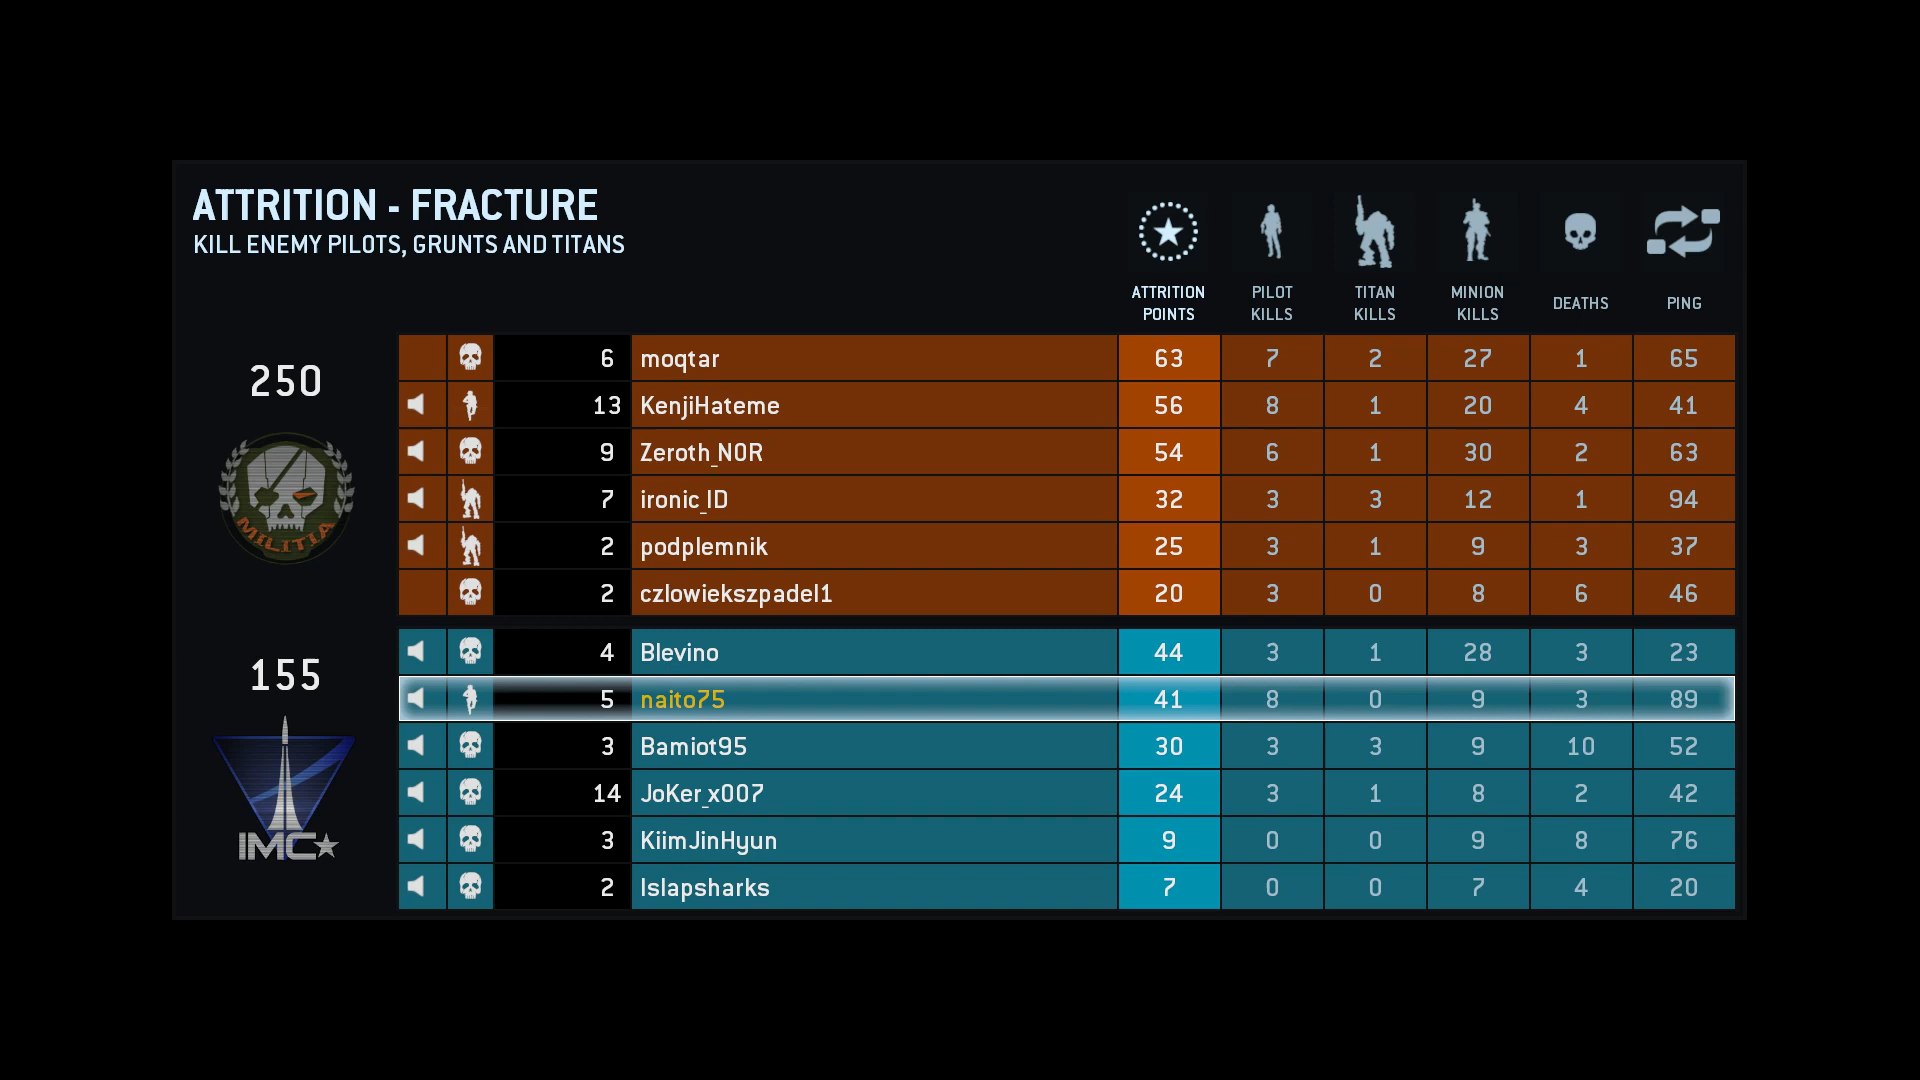 ATTRITION - FRACTURE
KILL ENEMY PILOTS, GRUNTS AND TITANS
ATTRITION POINTS PILOT KILLS TITAN KILLS MINION KILLS DEATHS PING
250
MILITIA
6 moqtar 63 7 2 27 1 65
13 KenjiHateme 56 8 1 20 4 41
9 Zeroth_N0R 54 6 1 30 2 63
7 ironic_ID 32 3 3 12 1 94
2 podplemnik 25 3 1 9 3 37
2 czlowiekszpadel1 20 3 0 8 6 46
155
IMC
4 Blevino 44 3 1 28 3 23
5 naito75 41 8 0 9 3 89
3 Bamiot95 30 3 3 9 10 52
14 JoKer_x007 24 3 1 8 2 42
3 KiimJinHyun 9 0 0 9 8 76
2 Islapsharks 7 0 0 7 4 20